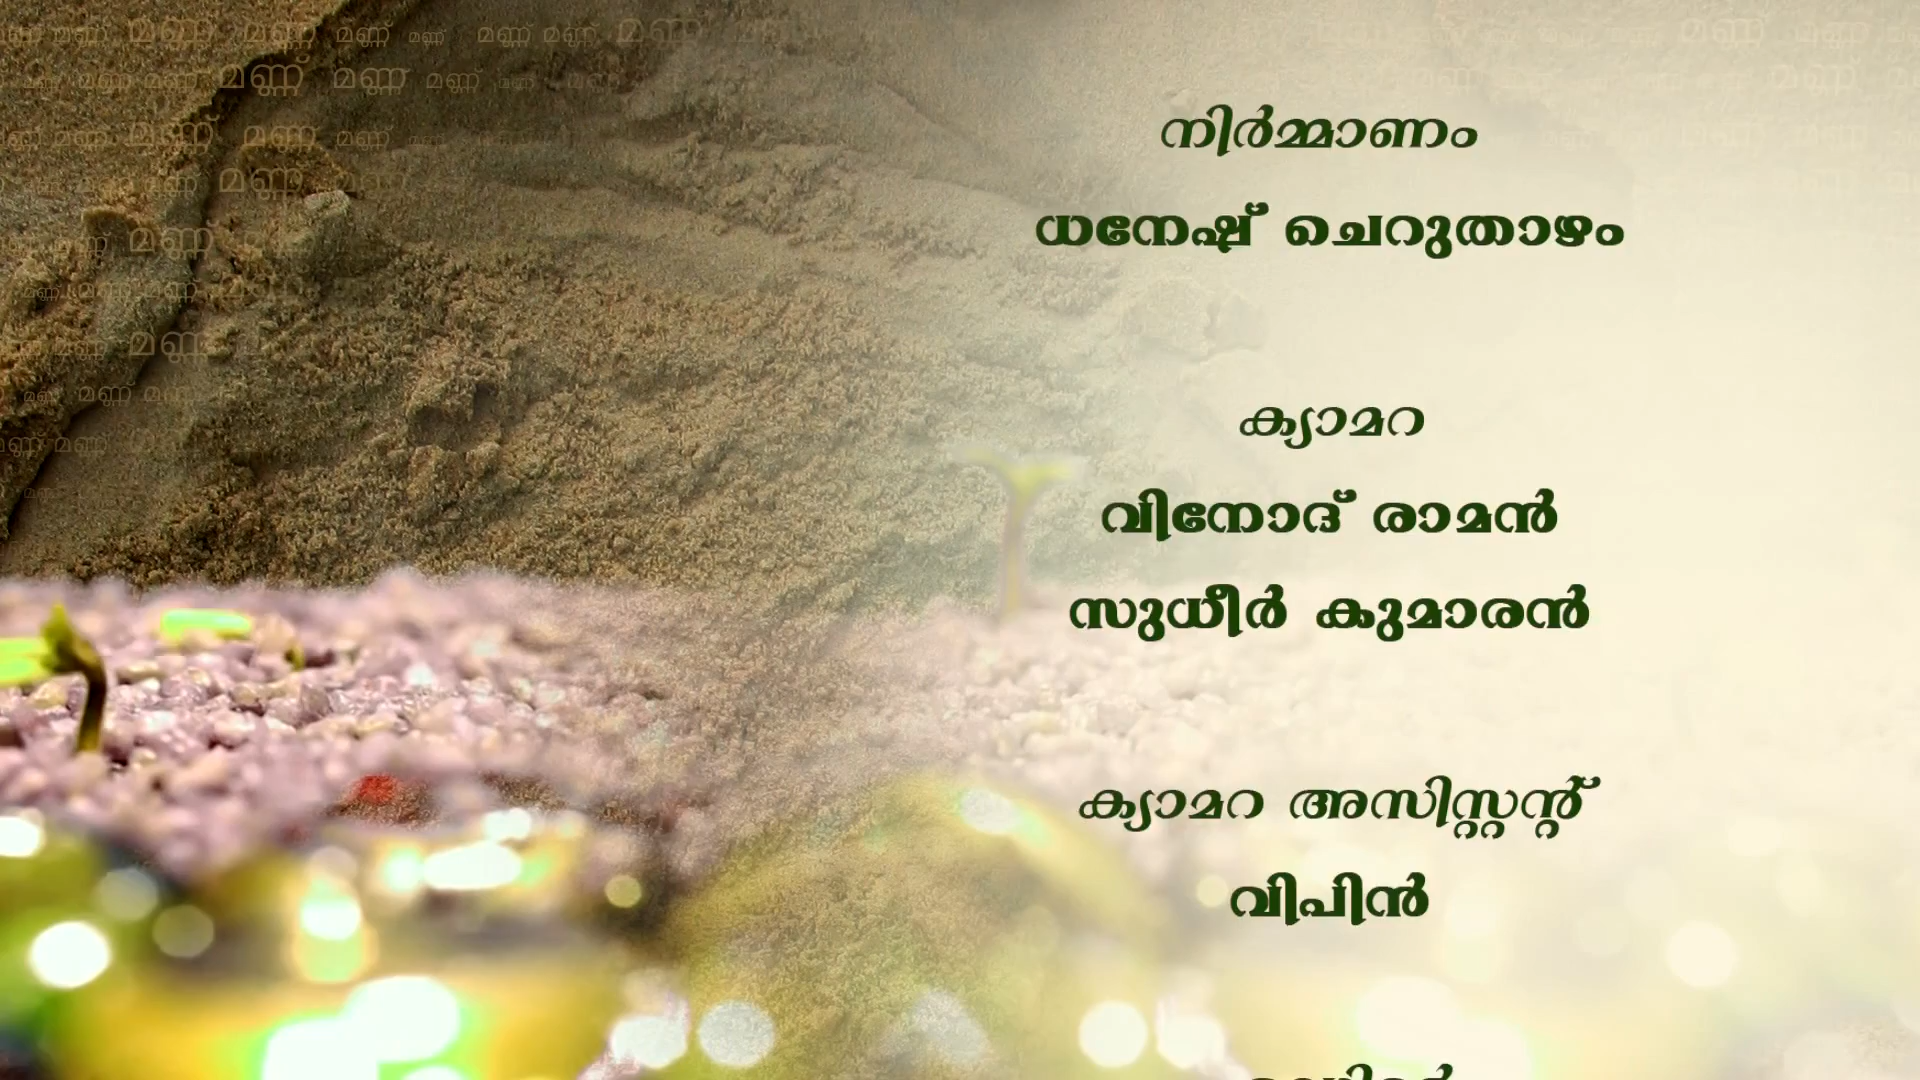 നിർമ്മാണം
ധനേഷ് ചെറുതാഴം
ക്യാമറ
വിനോദ് രാമൻ
സുധീർ കുമാരൻ
ക്യാമറ അസിസ്റ്റന്റ്
വിപിൻ